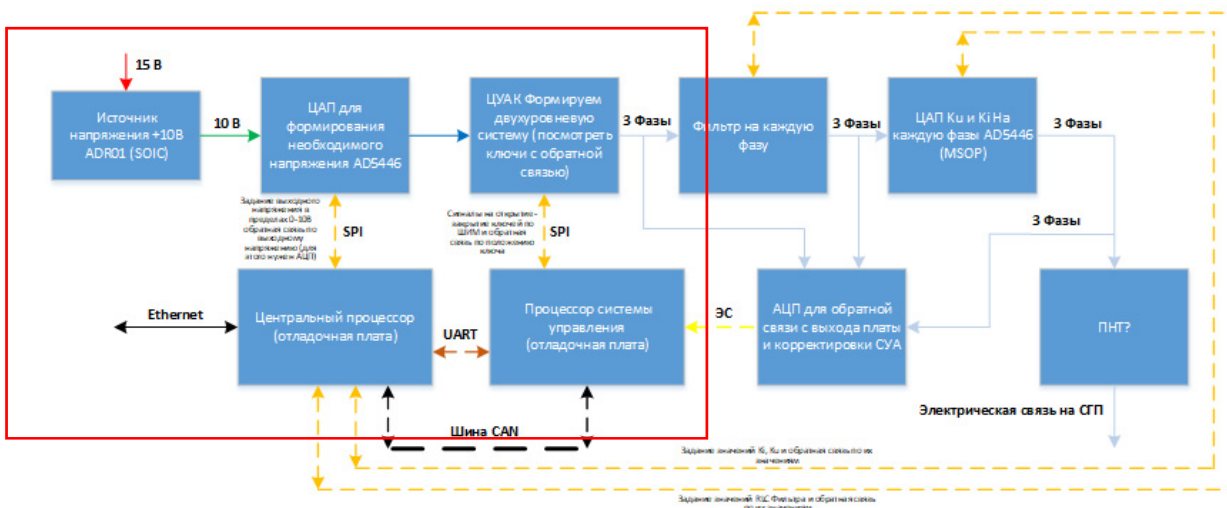 15 В
Источник
напряжения +10В
ADR01 (SOIC)
10 В
ЦАП для
формирования
необходимого
напряжения AD5446
ЦУАК Формируем
двухуровневую
систему (посмотреть
ключи с обратной
связью)
3 Фазы
Фильтр на каждую
фазу
3 Фазы
ЦАП Ku и Ki На
каждую фазы AD5446
(MSOP)
3 Фазы
Задание выходного
напряжения в
пределах 0-10В
обратная связь по
выходному
напряжению (для
этого нужен АЦП)
SPI
Сигналы на открытие-
закрытие ключей по
ШИМ и обратная
связь по положению
ключа
SPI
3 Фазы
Ethernet
Центральный процессор
(отладочная плата)
UART
Процессор системы
управления
(отладочная плата)
ЭС
АЦП для обратной
связи с выхода платы
и корректировки СУА
ПНТ?
Электрическая связь на СГП
Шина CAN
Задание значений Ki, Ku и обратная связь по их
значениям
Задание значений RLC Фильтра и обратная связь
по их значениям